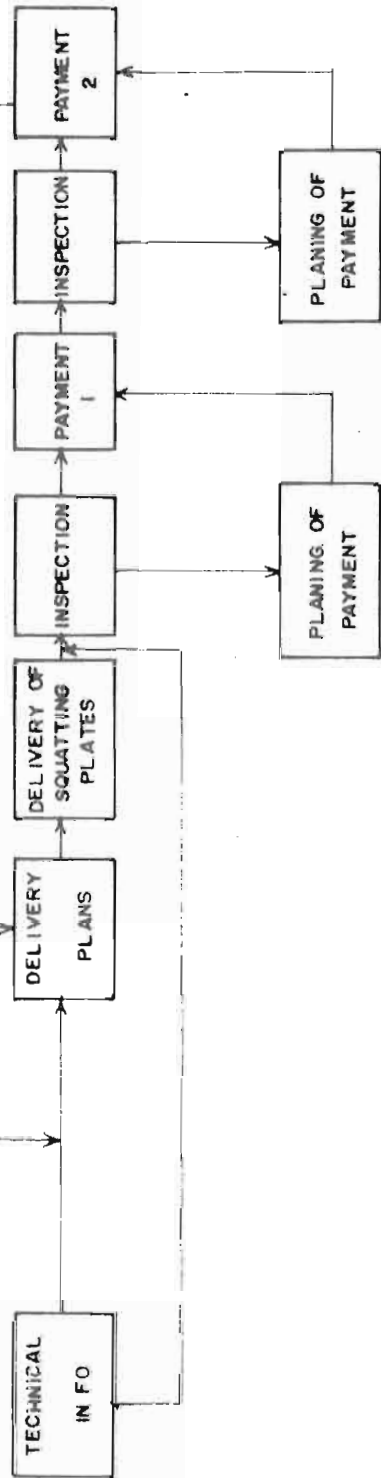 TECHNICAL
IN FO
DELIVERY
PLANS
DELIVERY OF
SQUATTING
PLATES
INSPECTION
PAYMENT
1
INSPECTION
PAYMENT
2
PLANING OF
PAYMENT
PLANING OF
PAYMENT